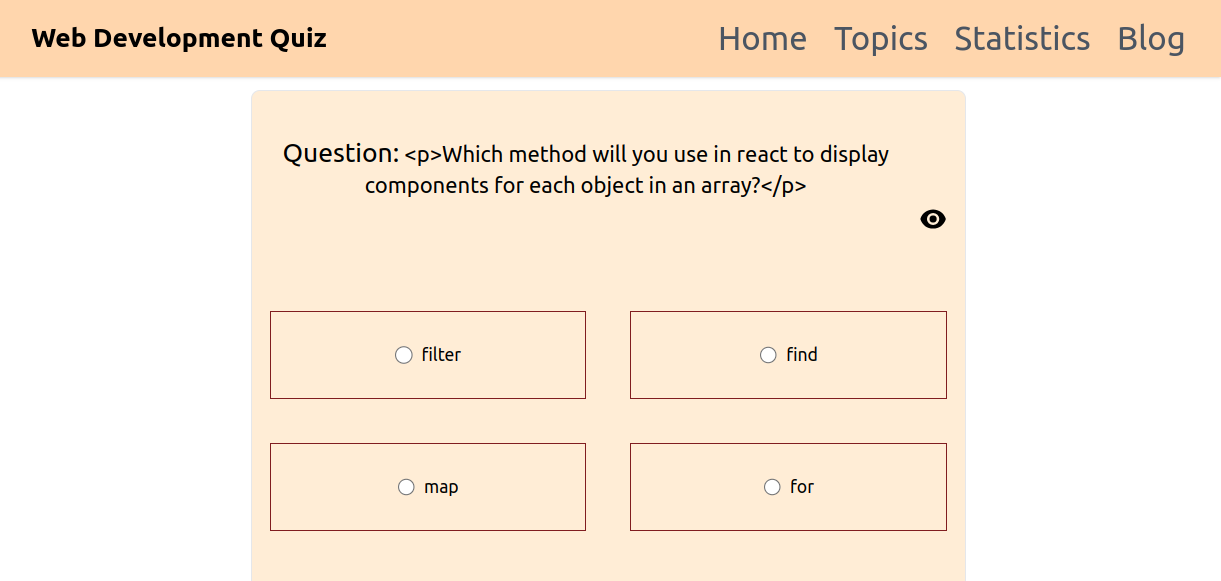 Web Development Quiz
Home Topics Statistics Blog
Question: <p>Which method will you use in react to display
components for each object in an array?</p>
filter
find
map
for